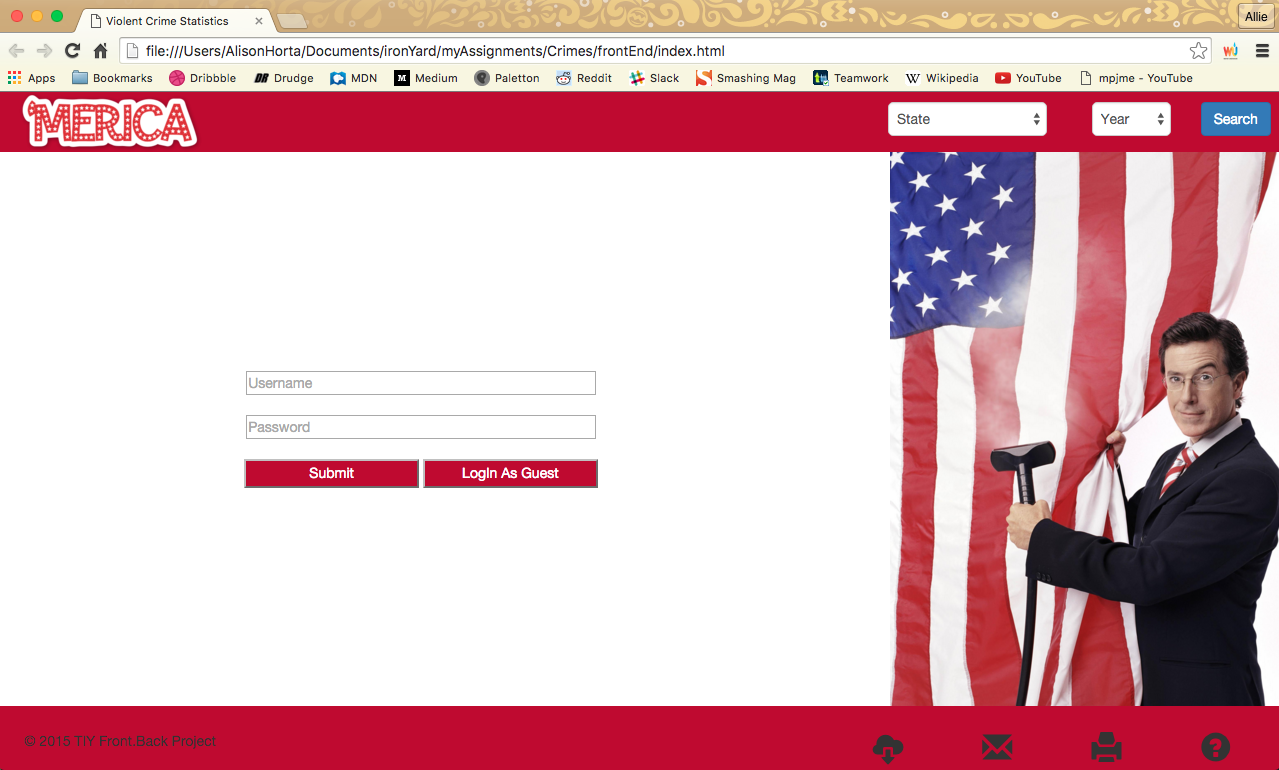 Violent Crime Statistics
Allie
file:///Users/AlisonHorta/Documents/ironYard/myAssignments/Crimes/frontEnd/index.html
Apps Bookmarks Dribbble Drudge MDN Medium Paletton Reddit Slack Smashing Mag Teamwork Wikipedia YouTube mpjme - YouTube
'MERICA State Year Search
Username
Password
Submit LogIn As Guest
© 2015 TIY Front.Back Project